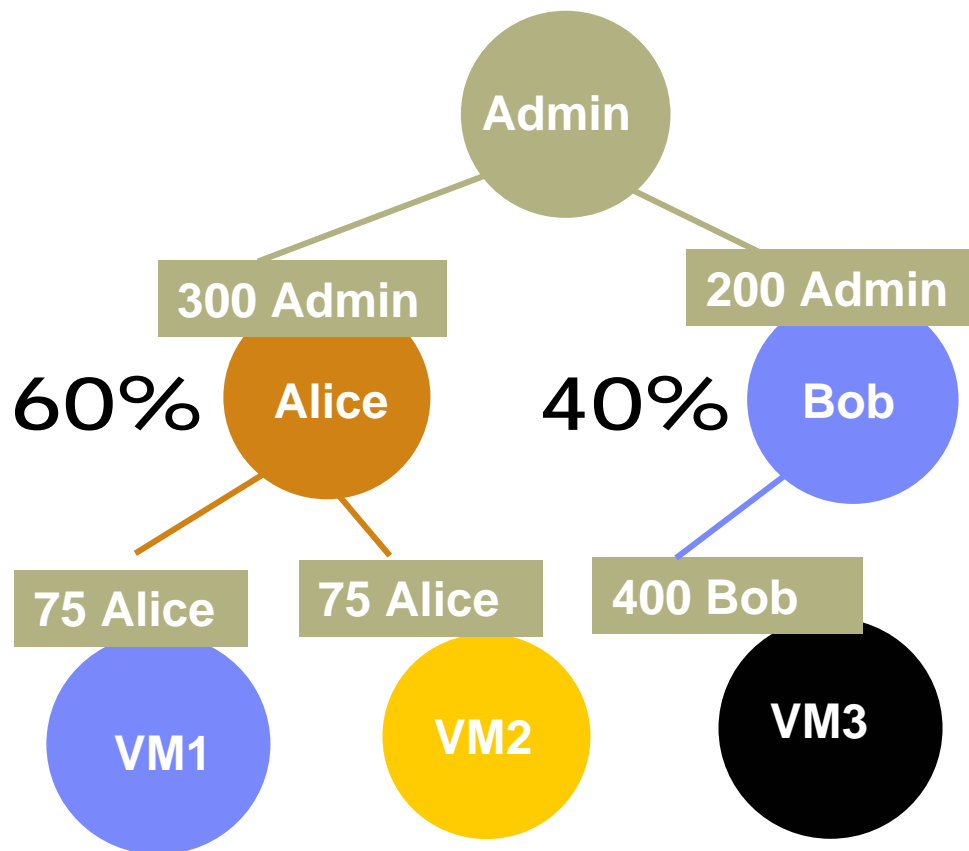 Admin
300 Admin
200 Admin
60%
Alice
40%
Bob
75 Alice
75 Alice
400 Bob
VM1
VM2
VM3